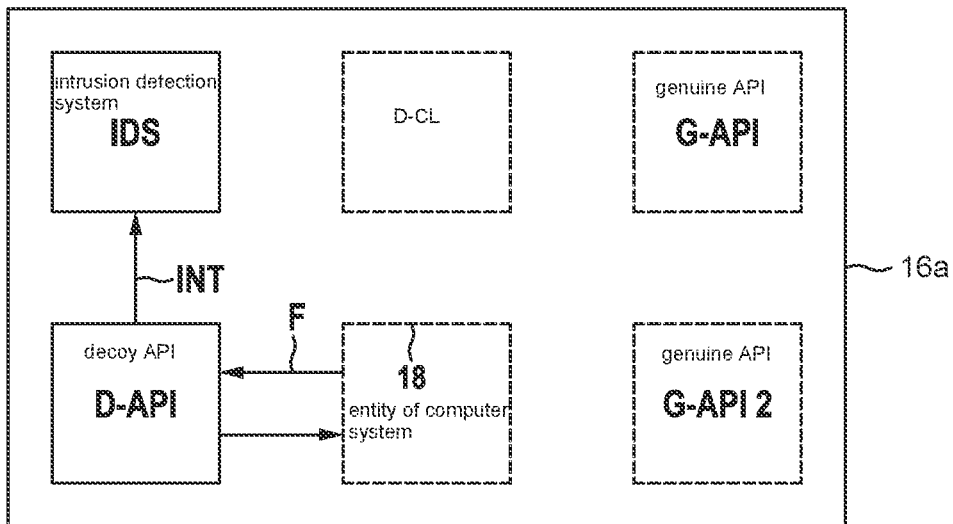 intrusion detection
system
IDS
D-CL
genuine API
G-API
INT
16a
F
decoy API
D-API
18
entity of computer
system
genuine API
G-API 2